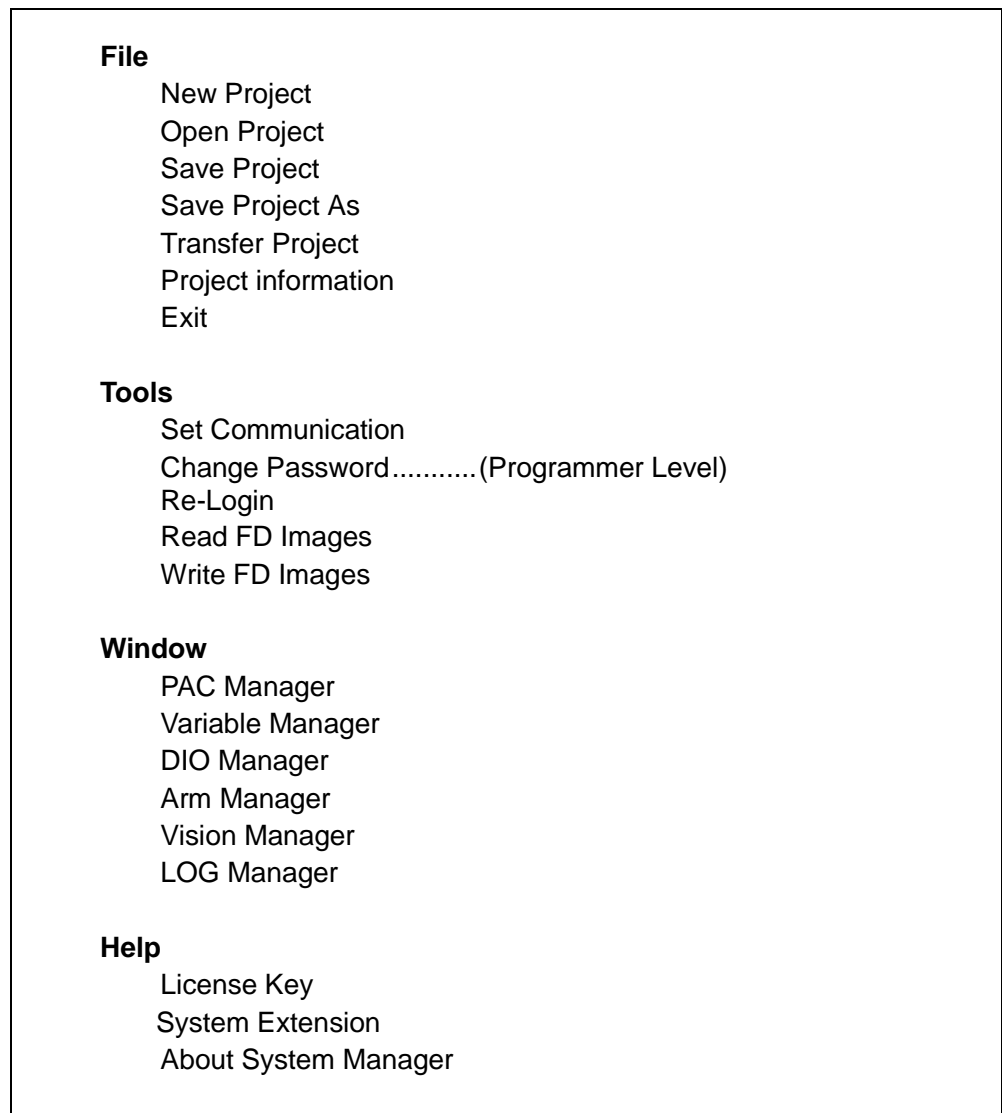 File
New Project
Open Project
Save Project
Save Project As
Transfer Project
Project information
Exit
Tools
Set Communication
Change Password...........(Programmer Level)
Re-Login
Read FD Images
Write FD Images
Window
PAC Manager
Variable Manager
DIO Manager
Arm Manager
Vision Manager
LOG Manager
Help
License Key
System Extension
About System Manager